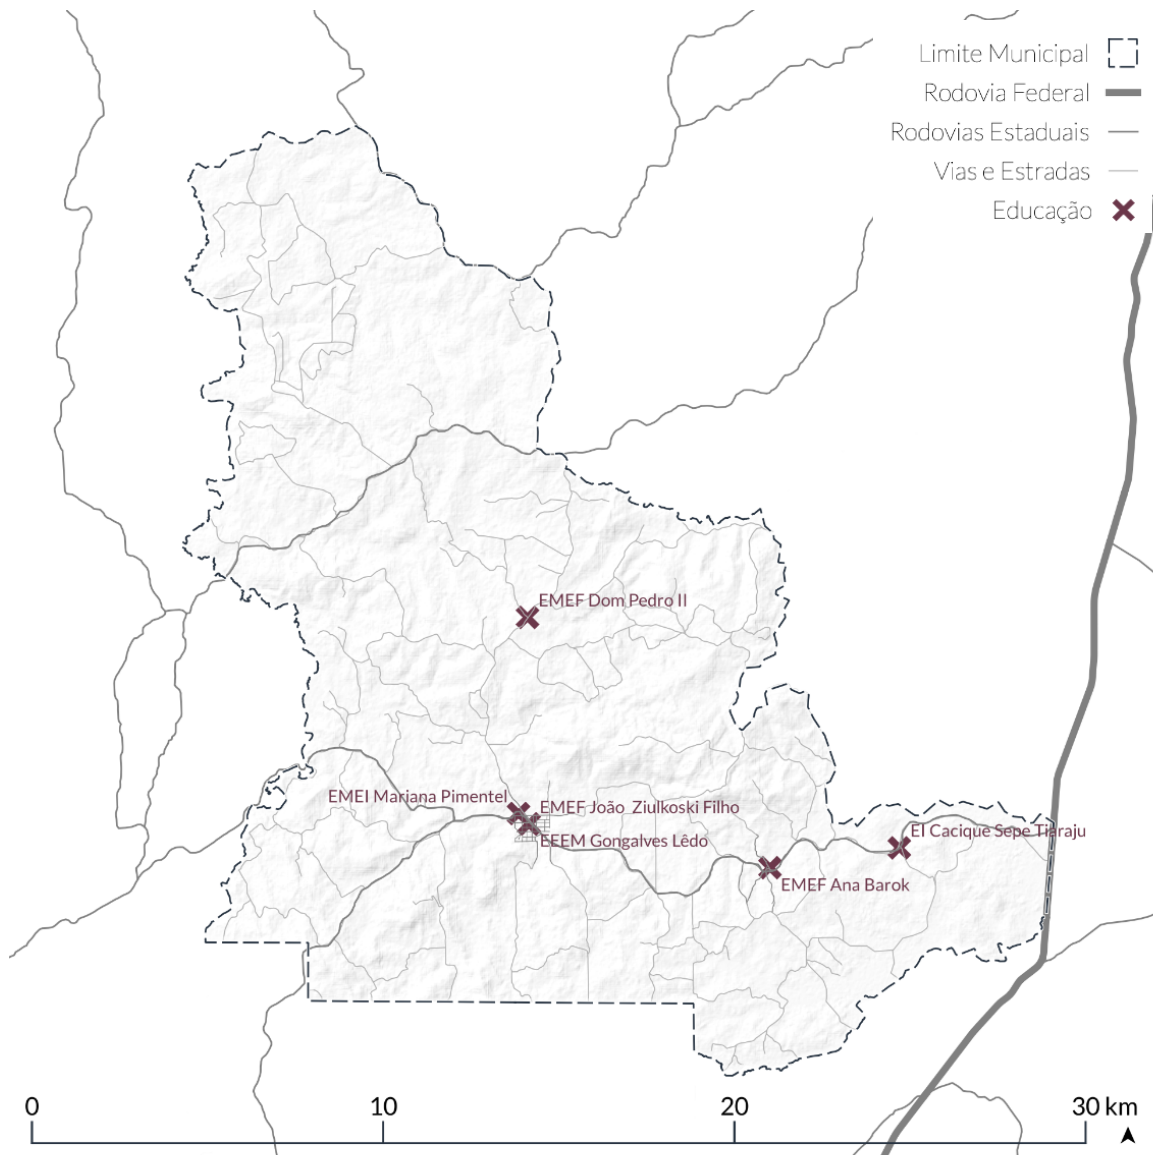 Limite Municipal
Rodovia Federal
Rodovias Estaduais
Vias e Estradas
Educação
EMEF Dom Pedro II
EMEI Mariana Pimentel
EMEF João Ziulkoski Filho
EEEM Gongalves Lêdo
EI Cacique Sepe Tiaraju
EMEF Ana Barok
0
10
20
30 km